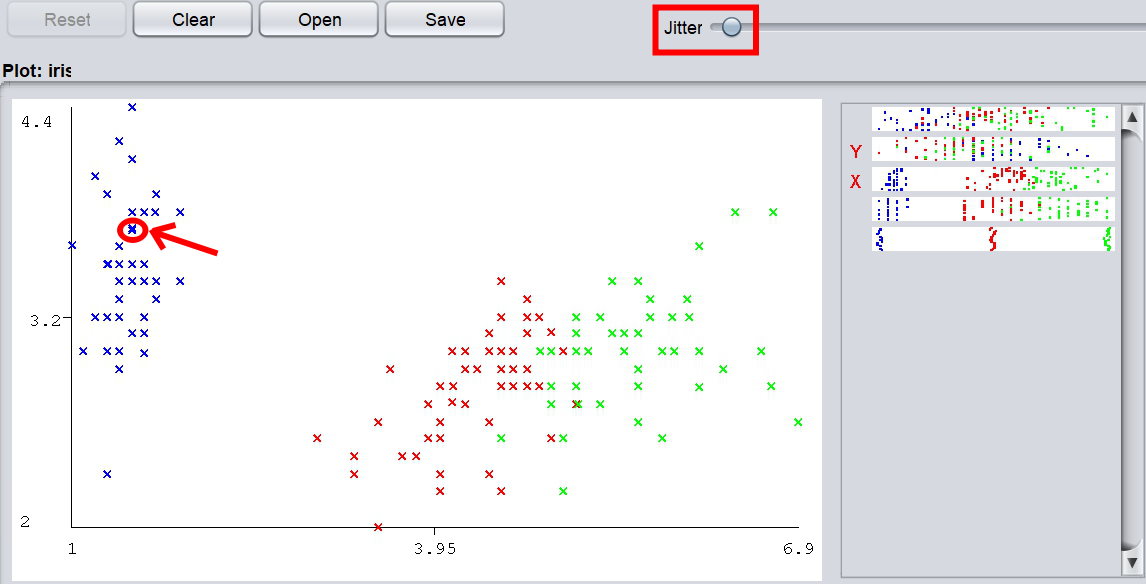 Reset Clear Open Save Jitter
Plot: iris
4.4
3.2
2
1 3.95 6.9
Y
X